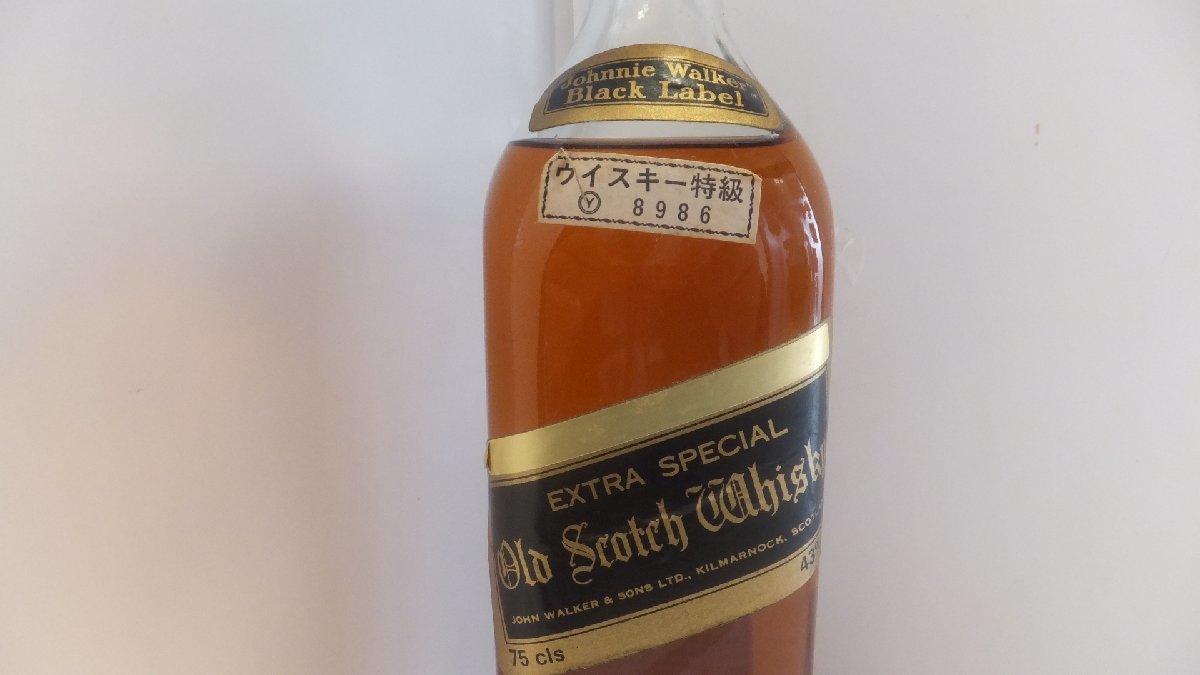 Johnnie Walker
Black Label
ウイスキー特級
Ⓨ 8986
EXTRA SPECIAL
Old Scotch Whisky
JOHN WALKER & SONS LTD., KILMARNOCK,
43%
75 cls